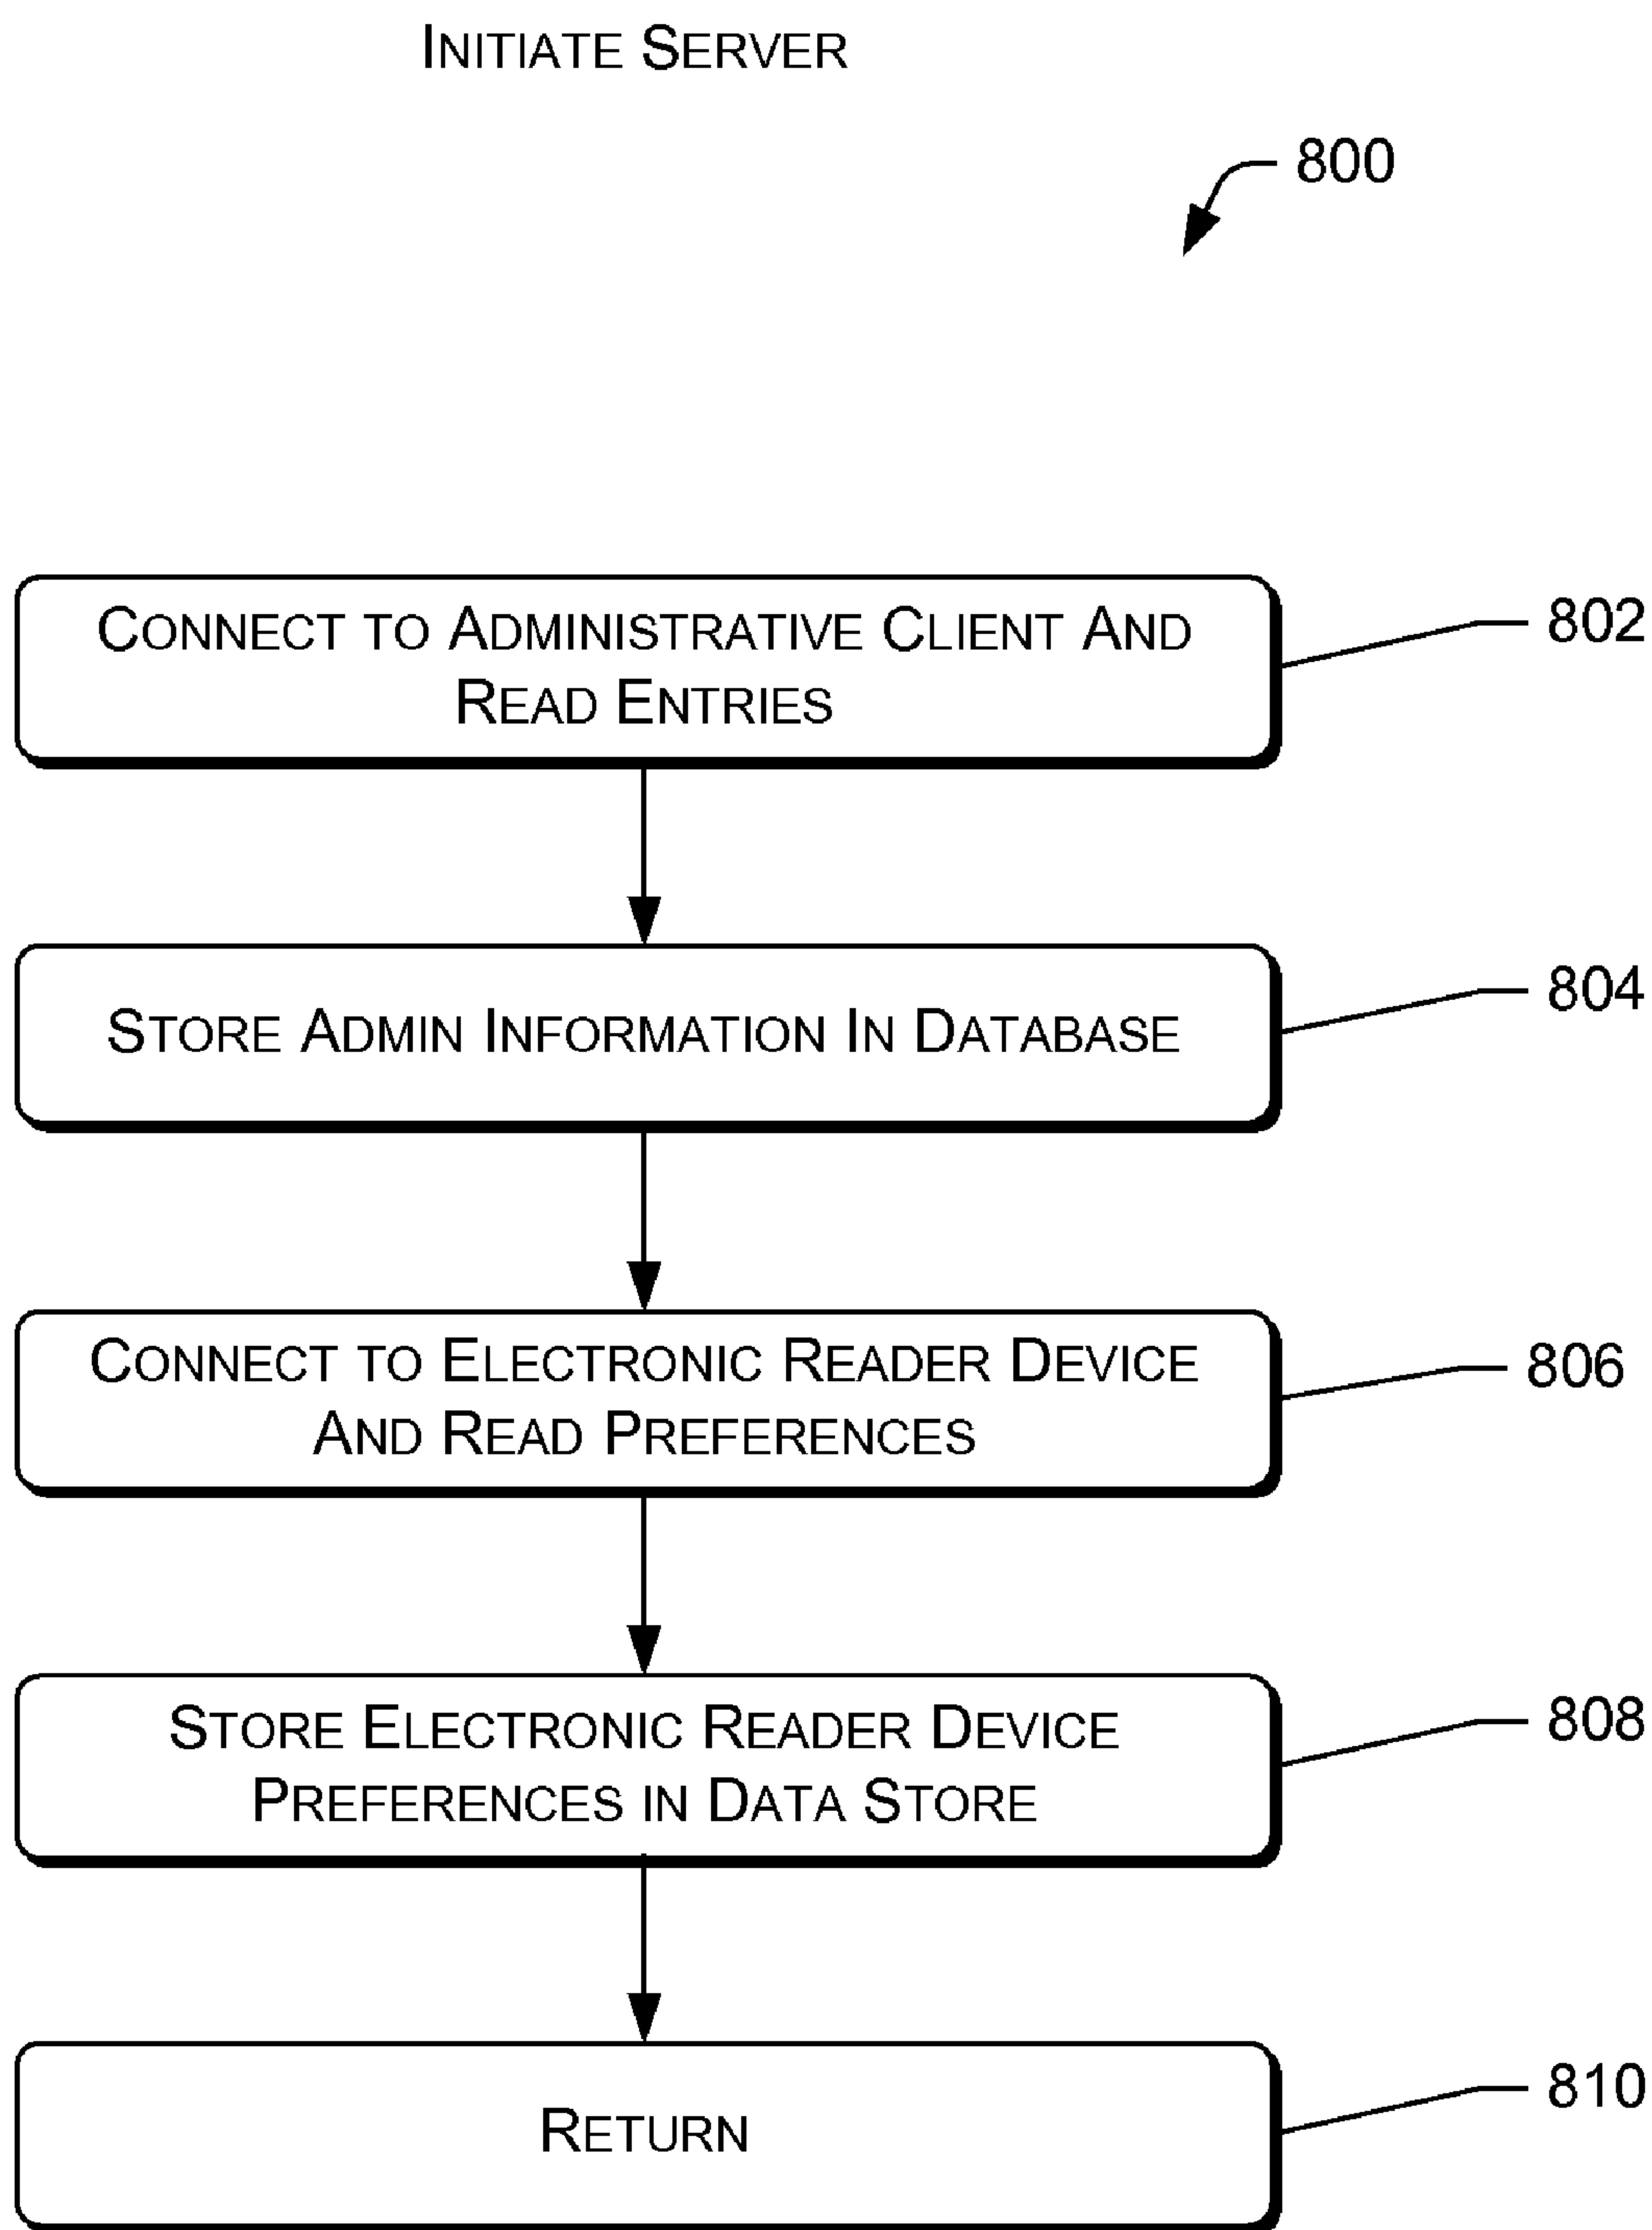 INITIATE SERVER
800
CONNECT TO ADMINISTRATIVE CLIENT AND
READ ENTRIES
802
STORE ADMIN INFORMATION IN DATABASE
804
CONNECT TO ELECTRONIC READER DEVICE
AND READ PREFERENCES
806
STORE ELECTRONIC READER DEVICE
PREFERENCES IN DATA STORE
808
RETURN
810